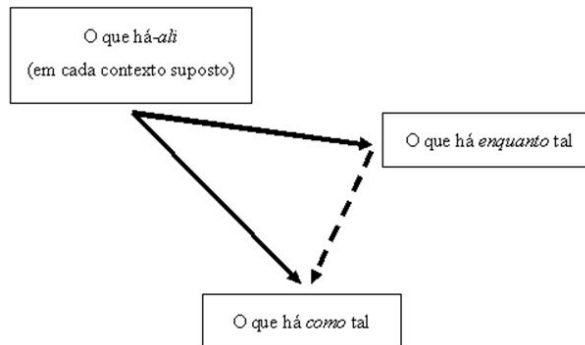 O que há-ali
(em cada contexto suposto)
O que há enquanto tal
O que há como tal